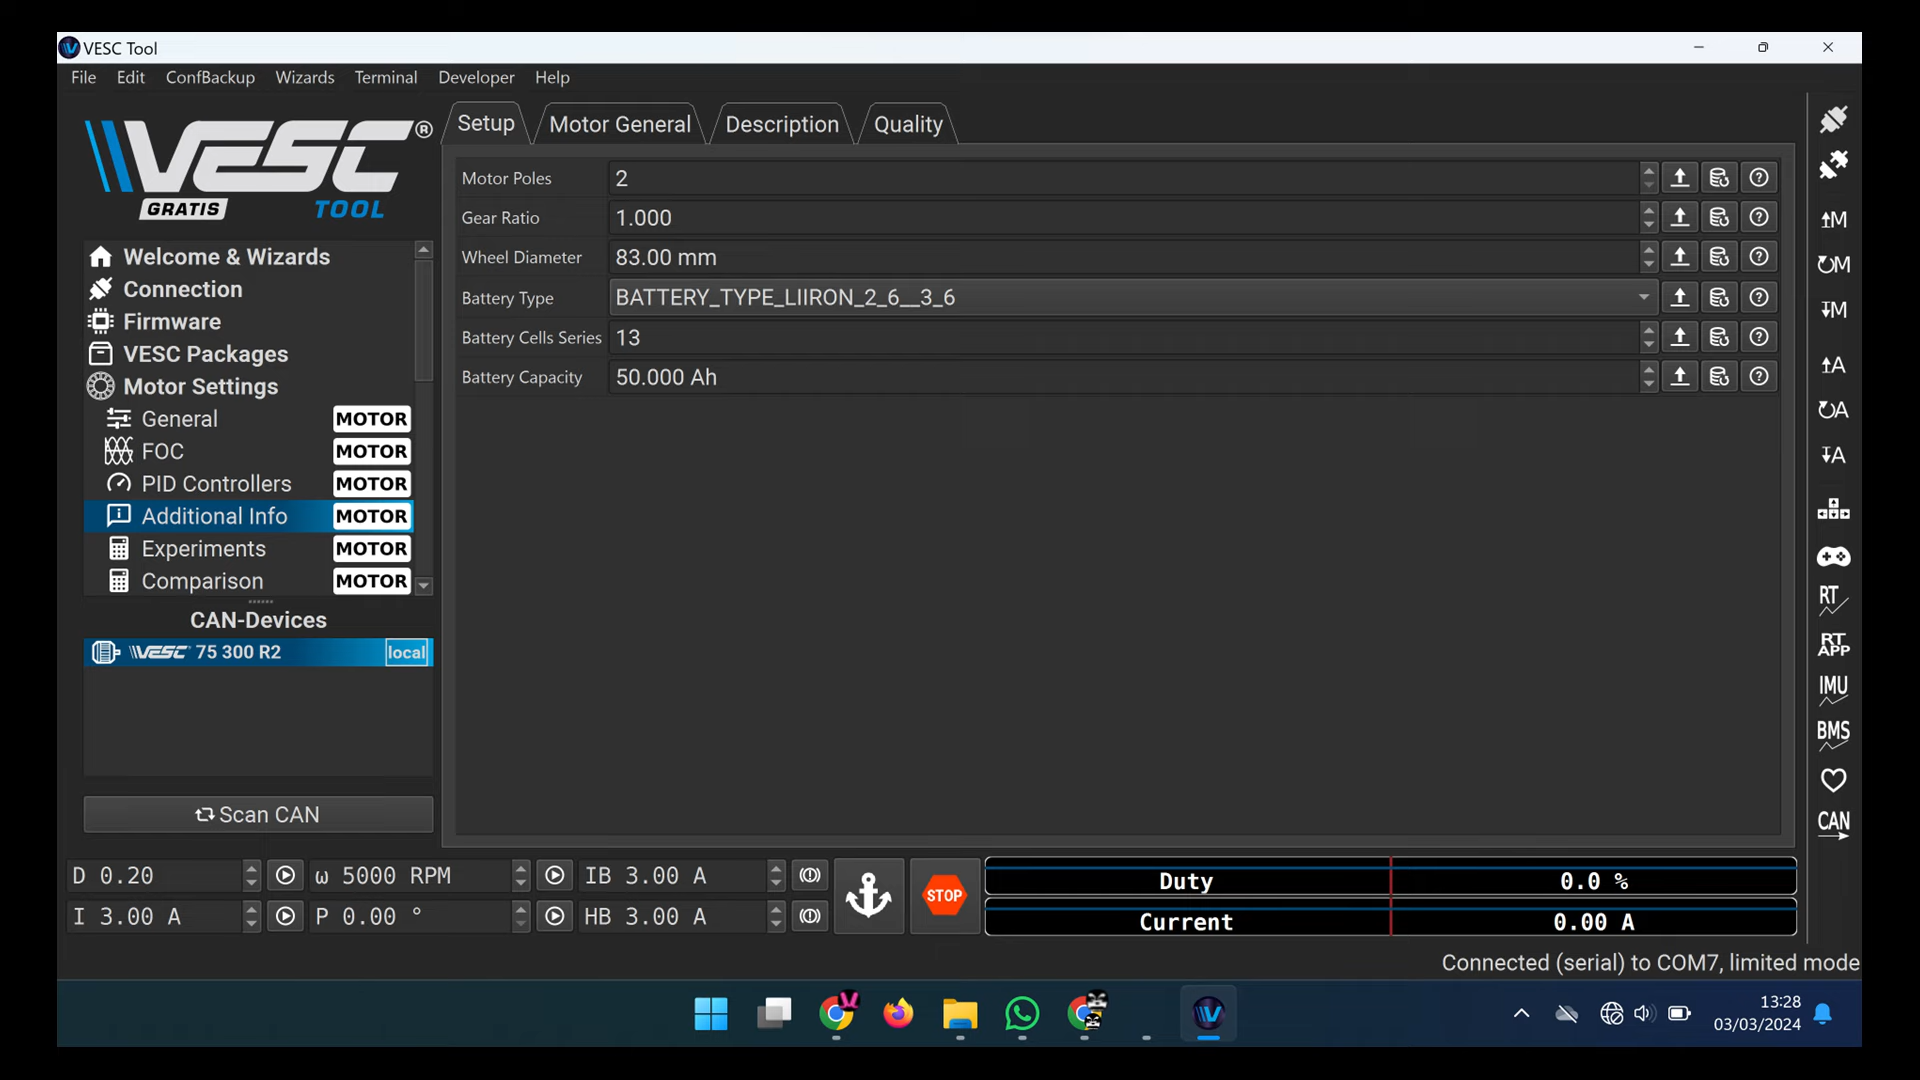 VESC Tool
File Edit ConfBackup Wizards Terminal Developer Help
VESC ®
GRATIS TOOL
Welcome & Wizards
Connection
Firmware
VESC Packages
Motor Settings
General MOTOR
FOC MOTOR
PID Controllers MOTOR
Additional Info MOTOR
Experiments MOTOR
Comparison MOTOR
CAN-Devices
VESC 75 300 R2 local
Scan CAN
Setup Motor General Description Quality
Motor Poles 2
Gear Ratio 1.000
Wheel Diameter 83.00 mm
Battery Type BATTERY_TYPE_LIIRON_2_6__3_6
Battery Cells Series 13
Battery Capacity 50.000 Ah
M
M
M
A
A
A
RT
RT APP
IMU
BMS
CAN
D 0.20 ω 5000 RPM IB 3.00 A
I 3.00 A P 0.00 ° HB 3.00 A
STOP
Duty 0.0 %
Current 0.00 A
Connected (serial) to COM7, limited mode
13:28
03/03/2024